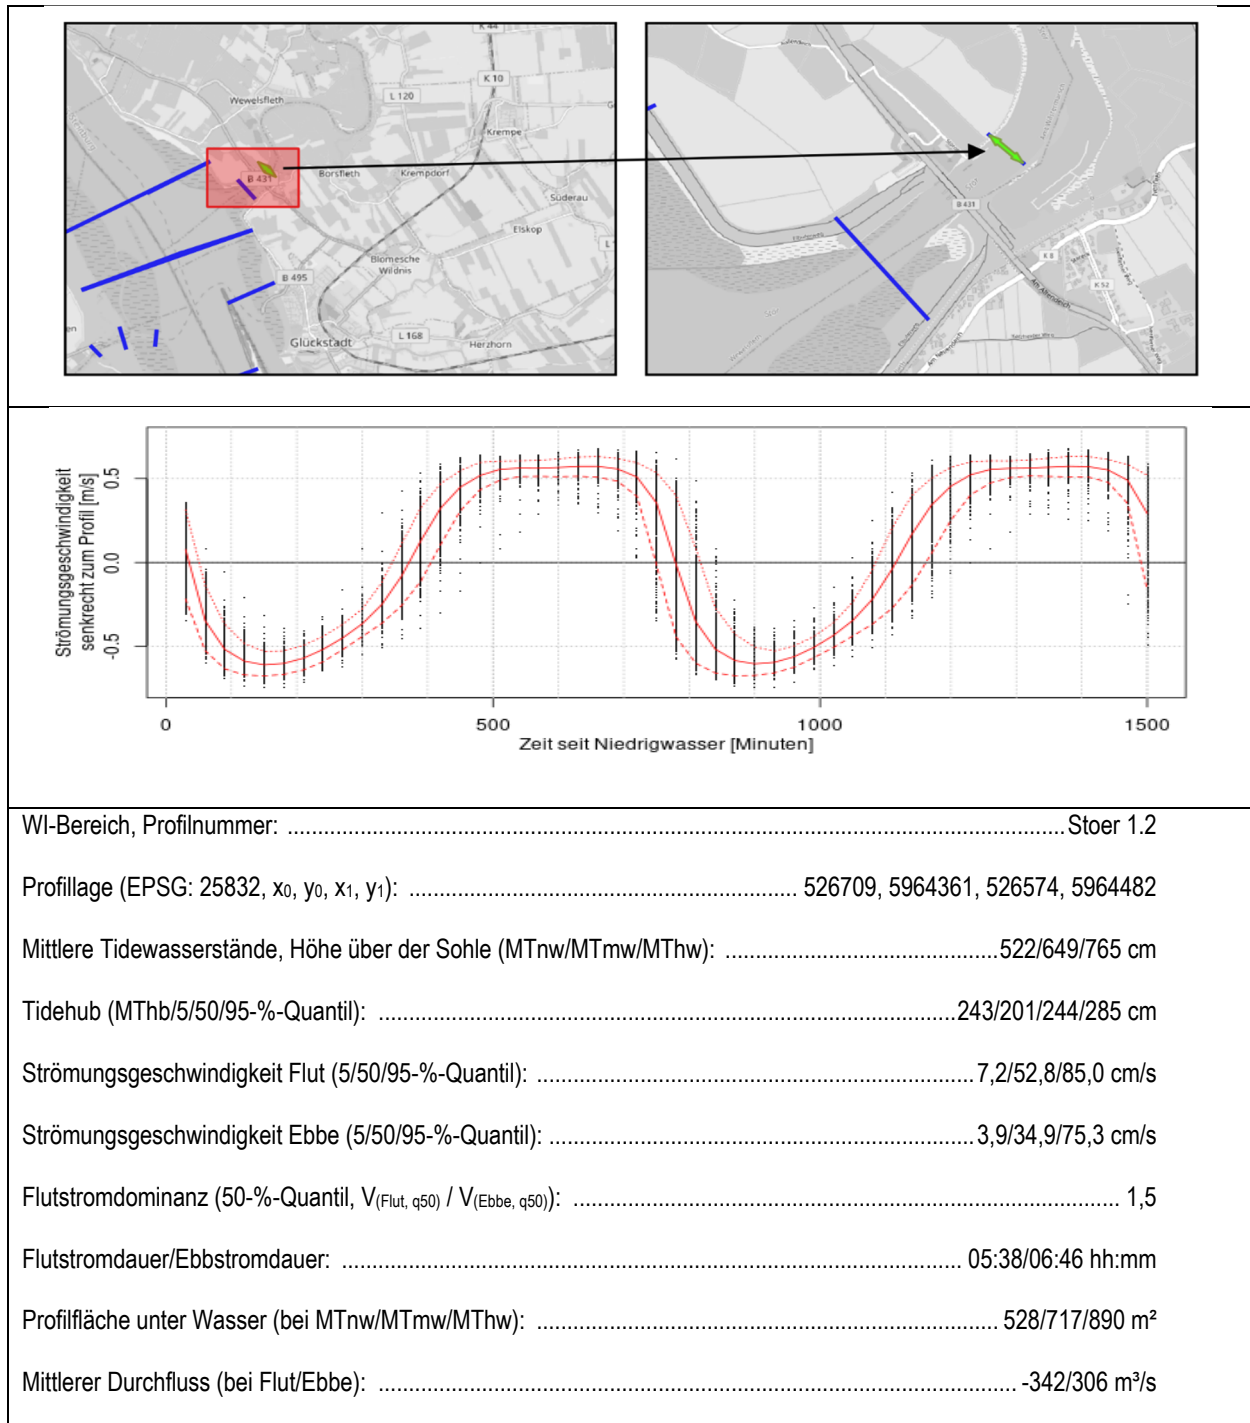 K 44
K 10
L 120
Wewelsfleth
Krempe
B 431
Borsfleth
Krempdorf
Süderau
Elskop
Blomesche
Wildnis
B 495
L 168
Glückstadt
Herzhorn
B 431
K 8
K 52
Am Altendeich
Strömungsgeschwindigkeit
senkrecht zum Profil [m/s]
0.5
0.0
-0.5
0
500
1000
1500
Zeit seit Niedrigwasser [Minuten]
WI-Bereich, Profilnummer: Stoer 1.2
Profillage (EPSG: 25832, x0, y0, x1, y1): 526709, 5964361, 526574, 5964482
Mittlere Tidewasserstände, Höhe über der Sohle (MTnw/MTmw/MThw): 522/649/765 cm
Tidehub (MThb/5/50/95-%-Quantil): 243/201/244/285 cm
Strömungsgeschwindigkeit Flut (5/50/95-%-Quantil): 7,2/52,8/85,0 cm/s
Strömungsgeschwindigkeit Ebbe (5/50/95-%-Quantil): 3,9/34,9/75,3 cm/s
Flutstromdominanz (50-%-Quantil, V(Flut, q50) / V(Ebbe, q50)): 1,5
Flutstromdauer/Ebbstromdauer: 05:38/06:46 hh:mm
Profilfläche unter Wasser (bei MTnw/MTmw/MThw): 528/717/890 m²
Mittlerer Durchfluss (bei Flut/Ebbe): -342/306 m³/s